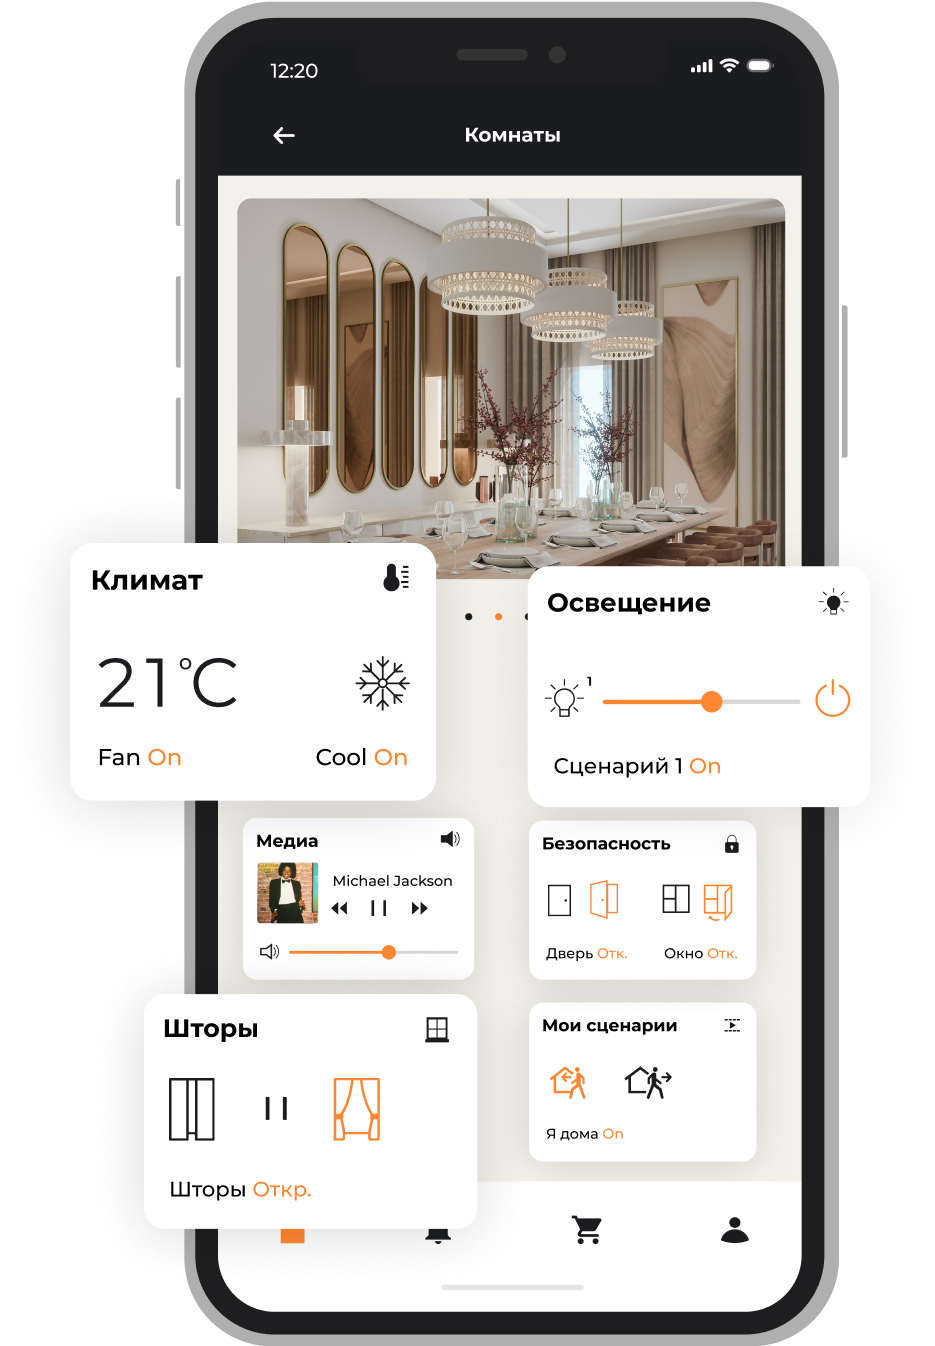 12:20
Комнаты
Климат
21°C
Fan On
Cool On
Освещение
1
Сценарий 1 On
Медиа
Michael Jackson
Безопасность
Дверь Отк.
Окно Отк.
Шторы
Шторы Откр.
Мои сценарии
Я дома On